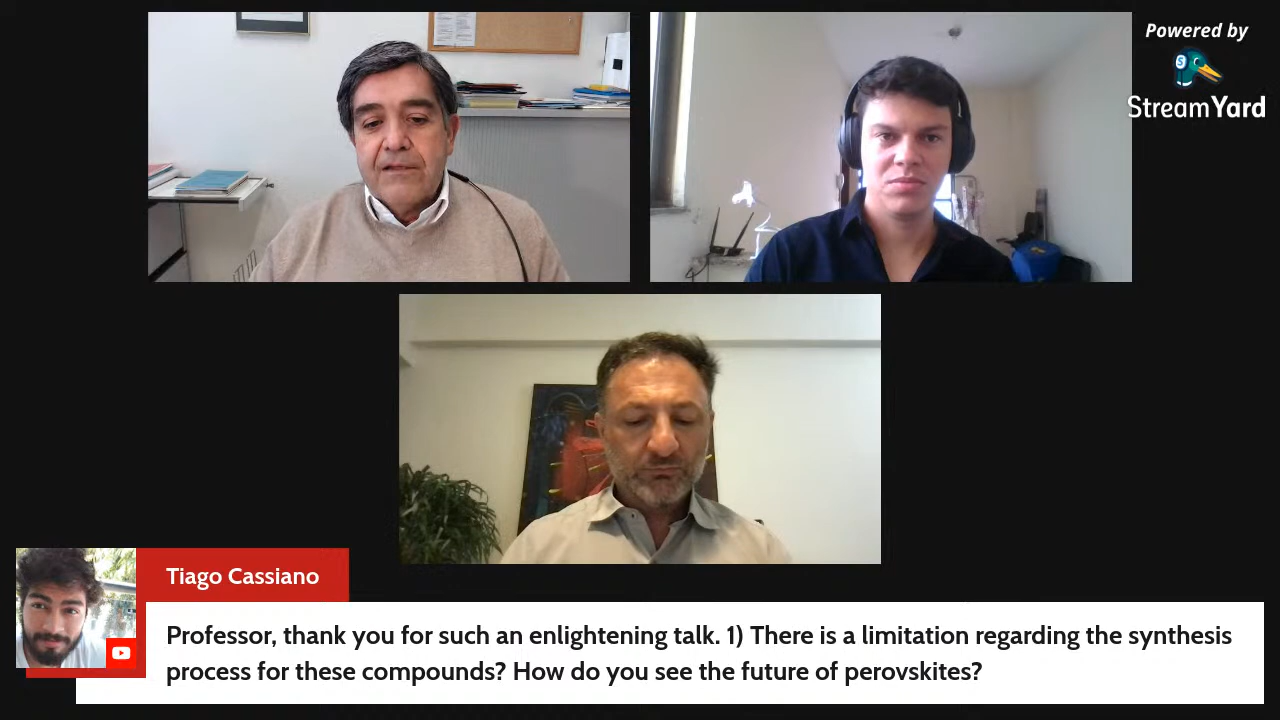 Powered by
StreamYard
Tiago Cassiano
Professor, thank you for such an enlightening talk. 1) There is a limitation regarding the synthesis
process for these compounds? How do you see the future of perovskites?